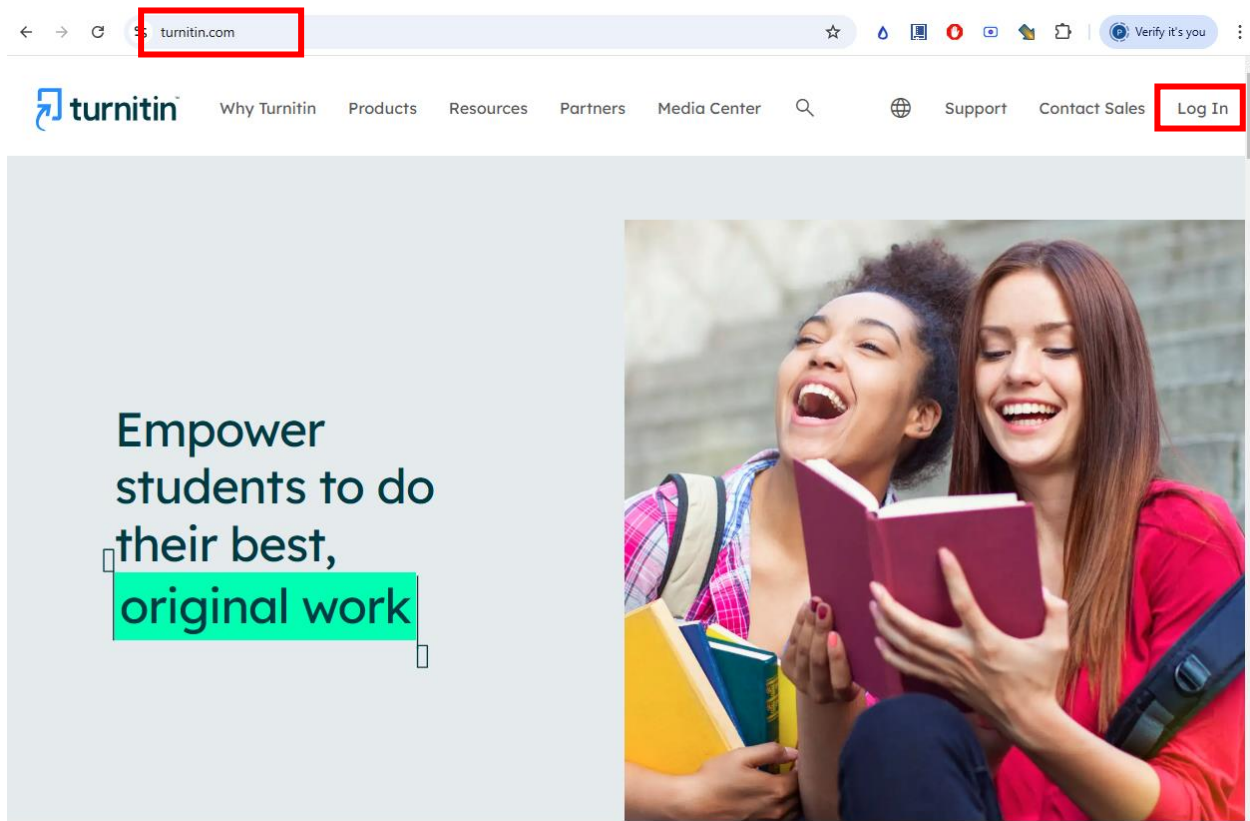 turnitin.com
Verify it's you
turnitin Why Turnitin Products Resources Partners Media Center Support Contact Sales Log In
Empower
students to do
their best,
original work